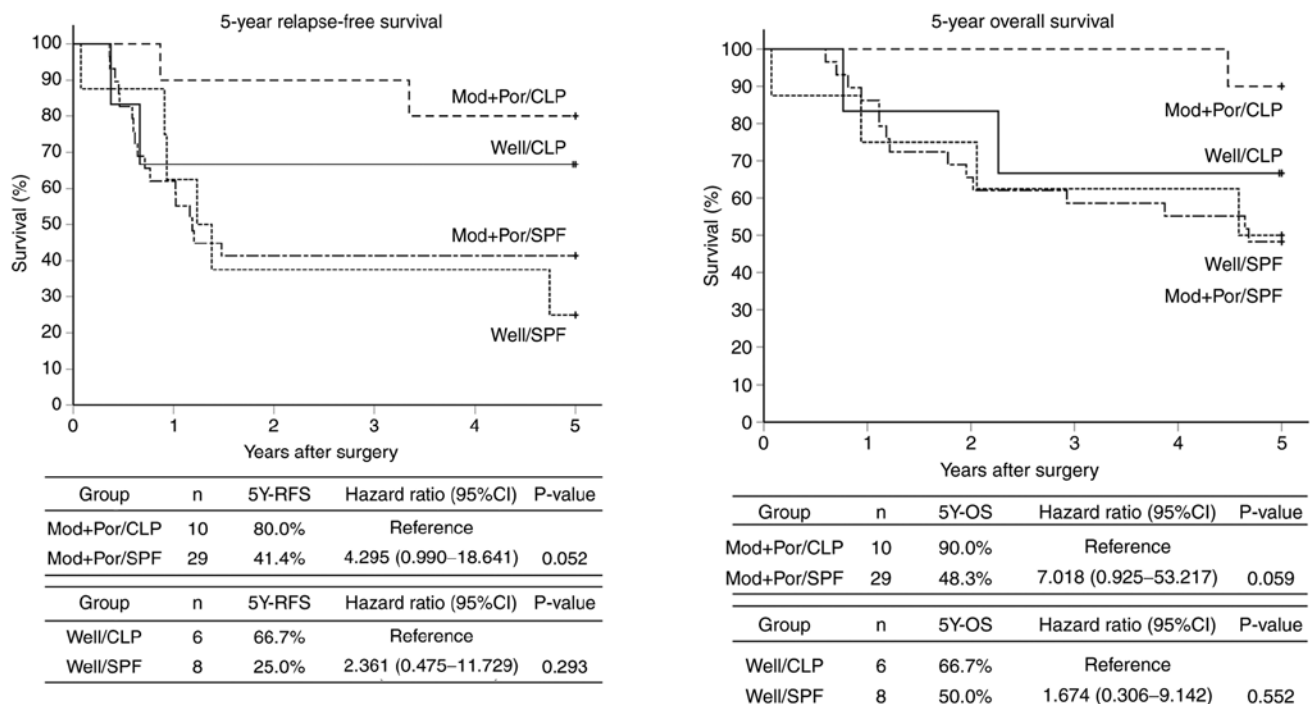 5-year relapse-free survival
100
90
80
70
60
50
40
30
20
10
0
Survival (%)
Mod+Por/CLP
Well/CLP
Mod+Por/SPF
Well/SPF
0 1 2 3 4 5
Years after surgery
Group n 5Y-RFS Hazard ratio (95%CI) P-value
Mod+Por/CLP 10 80.0% Reference
Mod+Por/SPF 29 41.4% 4.295 (0.990–18.641) 0.052
Group n 5Y-RFS Hazard ratio (95%CI) P-value
Well/CLP 6 66.7% Reference
Well/SPF 8 25.0% 2.361 (0.475–11.729) 0.293
5-year overall survival
100
90
80
70
60
50
40
30
20
10
0
Survival (%)
Mod+Por/CLP
Well/CLP
Well/SPF
Mod+Por/SPF
0 1 2 3 4 5
Years after surgery
Group n 5Y-OS Hazard ratio (95%CI) P-value
Mod+Por/CLP 10 90.0% Reference
Mod+Por/SPF 29 48.3% 7.018 (0.925–53.217) 0.059
Group n 5Y-OS Hazard ratio (95%CI) P-value
Well/CLP 6 66.7% Reference
Well/SPF 8 50.0% 1.674 (0.306–9.142) 0.552